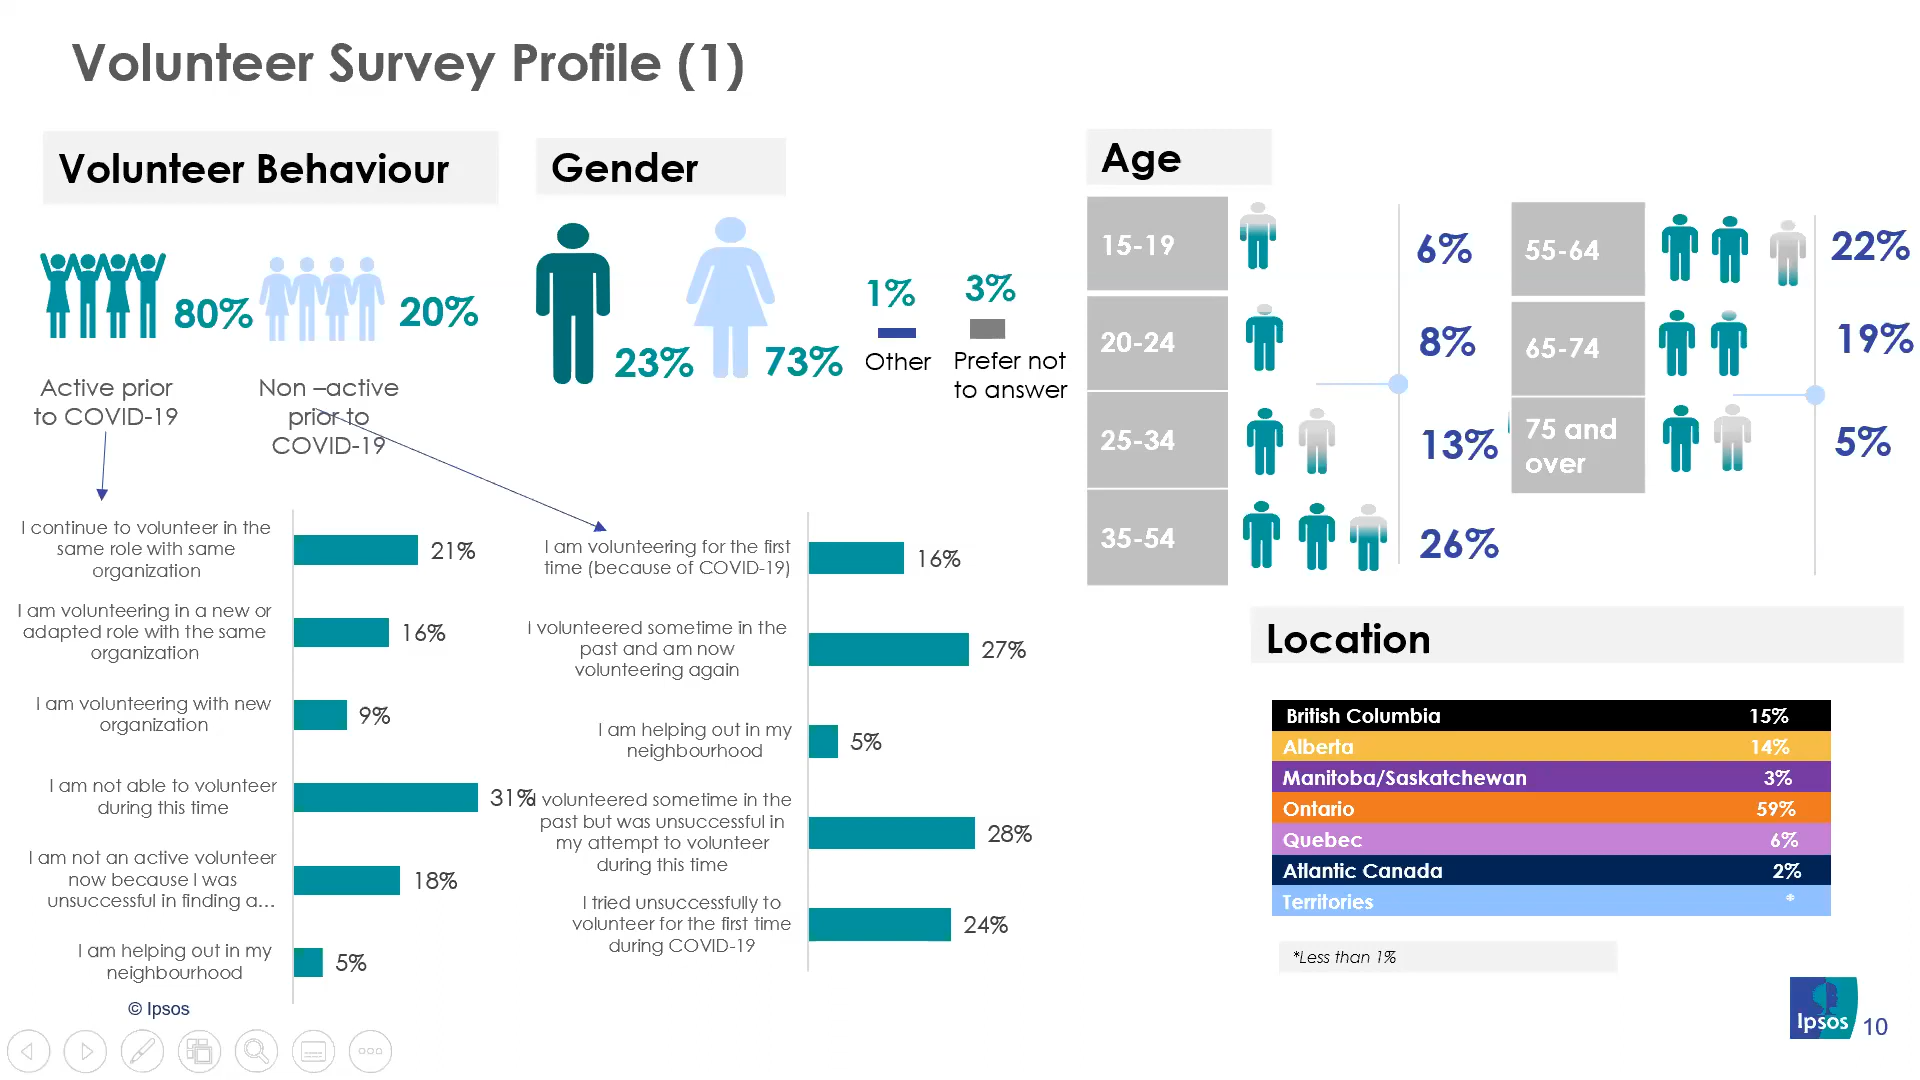 Volunteer Survey Profile (1)
Volunteer Behaviour
80%
20%
Active prior
to COVID-19
Non –active
prior to
COVID-19
I continue to volunteer in the
same role with same
organization
21%
I am volunteering in a new or
adapted role with the same
organization
16%
I am volunteering with new
organization
9%
I am not able to volunteer
during this time
31%
I am not an active volunteer
now because I was
unsuccessful in finding a…
18%
I am helping out in my
neighbourhood
5%
Gender
23%
73%
1%
Other
3%
Prefer not
to answer
I am volunteering for the first
time (because of COVID-19)
16%
I volunteered sometime in the
past and am now
volunteering again
27%
I am helping out in my
neighbourhood
5%
I volunteered sometime in the
past but was unsuccessful in
my attempt to volunteer
during this time
28%
I tried unsuccessfully to
volunteer for the first time
during COVID-19
24%
Age
15-19
6%
20-24
8%
25-34
13%
35-54
26%
55-64
22%
65-74
19%
75 and
over
5%
Location
British Columbia 15%
Alberta 14%
Manitoba/Saskatchewan 3%
Ontario 59%
Quebec 6%
Atlantic Canada 2%
Territories *
*Less than 1%
© Ipsos
Ipsos
10